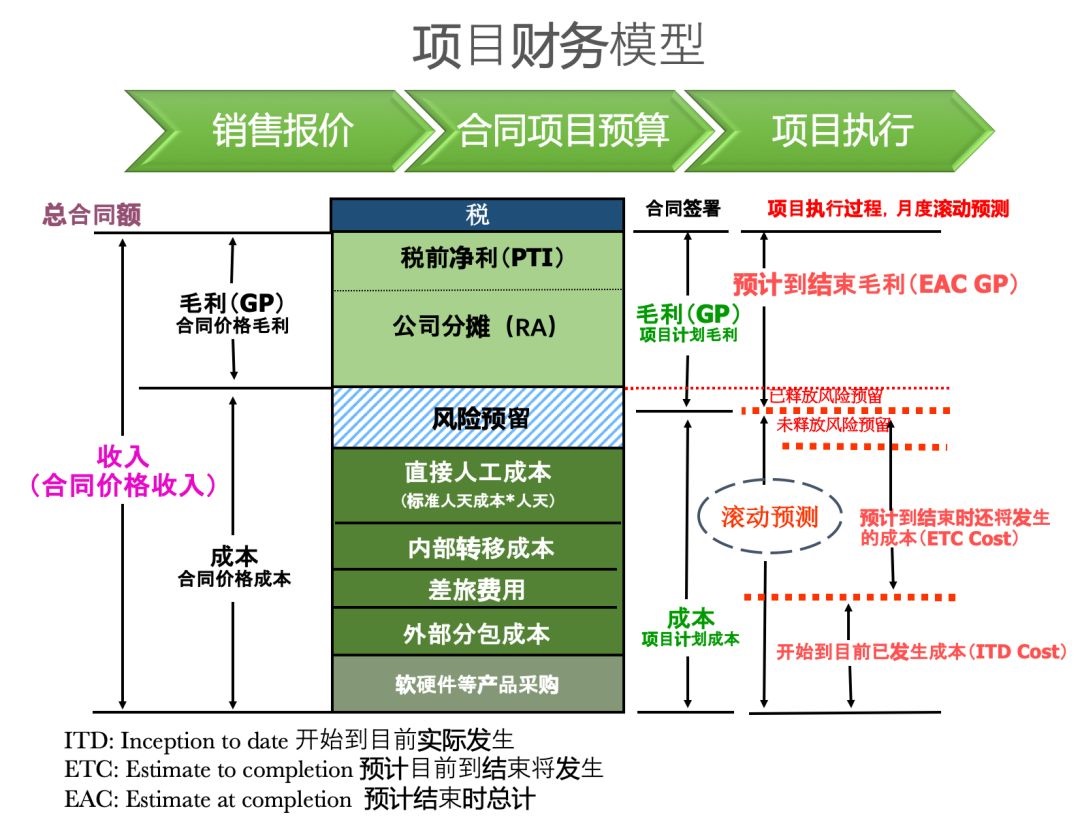 项目财务模型
销售报价
合同项目预算
项目执行
总合同额
税
合同签署
项目执行过程, 月度滚动预测
税前净利(PTI)
毛利(GP)
合同价格毛利
公司分摊 (RA)
毛利(GP)
项目计划毛利
预计到结束毛利(EAC GP)
已释放风险预留
风险预留
未释放风险预留
收入
(合同价格收入)
直接人工成本
(标准人天成本*人天)
滚动预测
预计到结束时还将发生
的成本(ETC Cost)
成本
合同价格成本
内部转移成本
差旅费用
外部分包成本
成本
项目计划成本
开始到目前已发生成本(ITD Cost)
软硬件等产品采购
ITD: Inception to date 开始到目前实际发生
ETC: Estimate to completion 预计目前到结束将发生
EAC: Estimate at completion 预计结束时总计